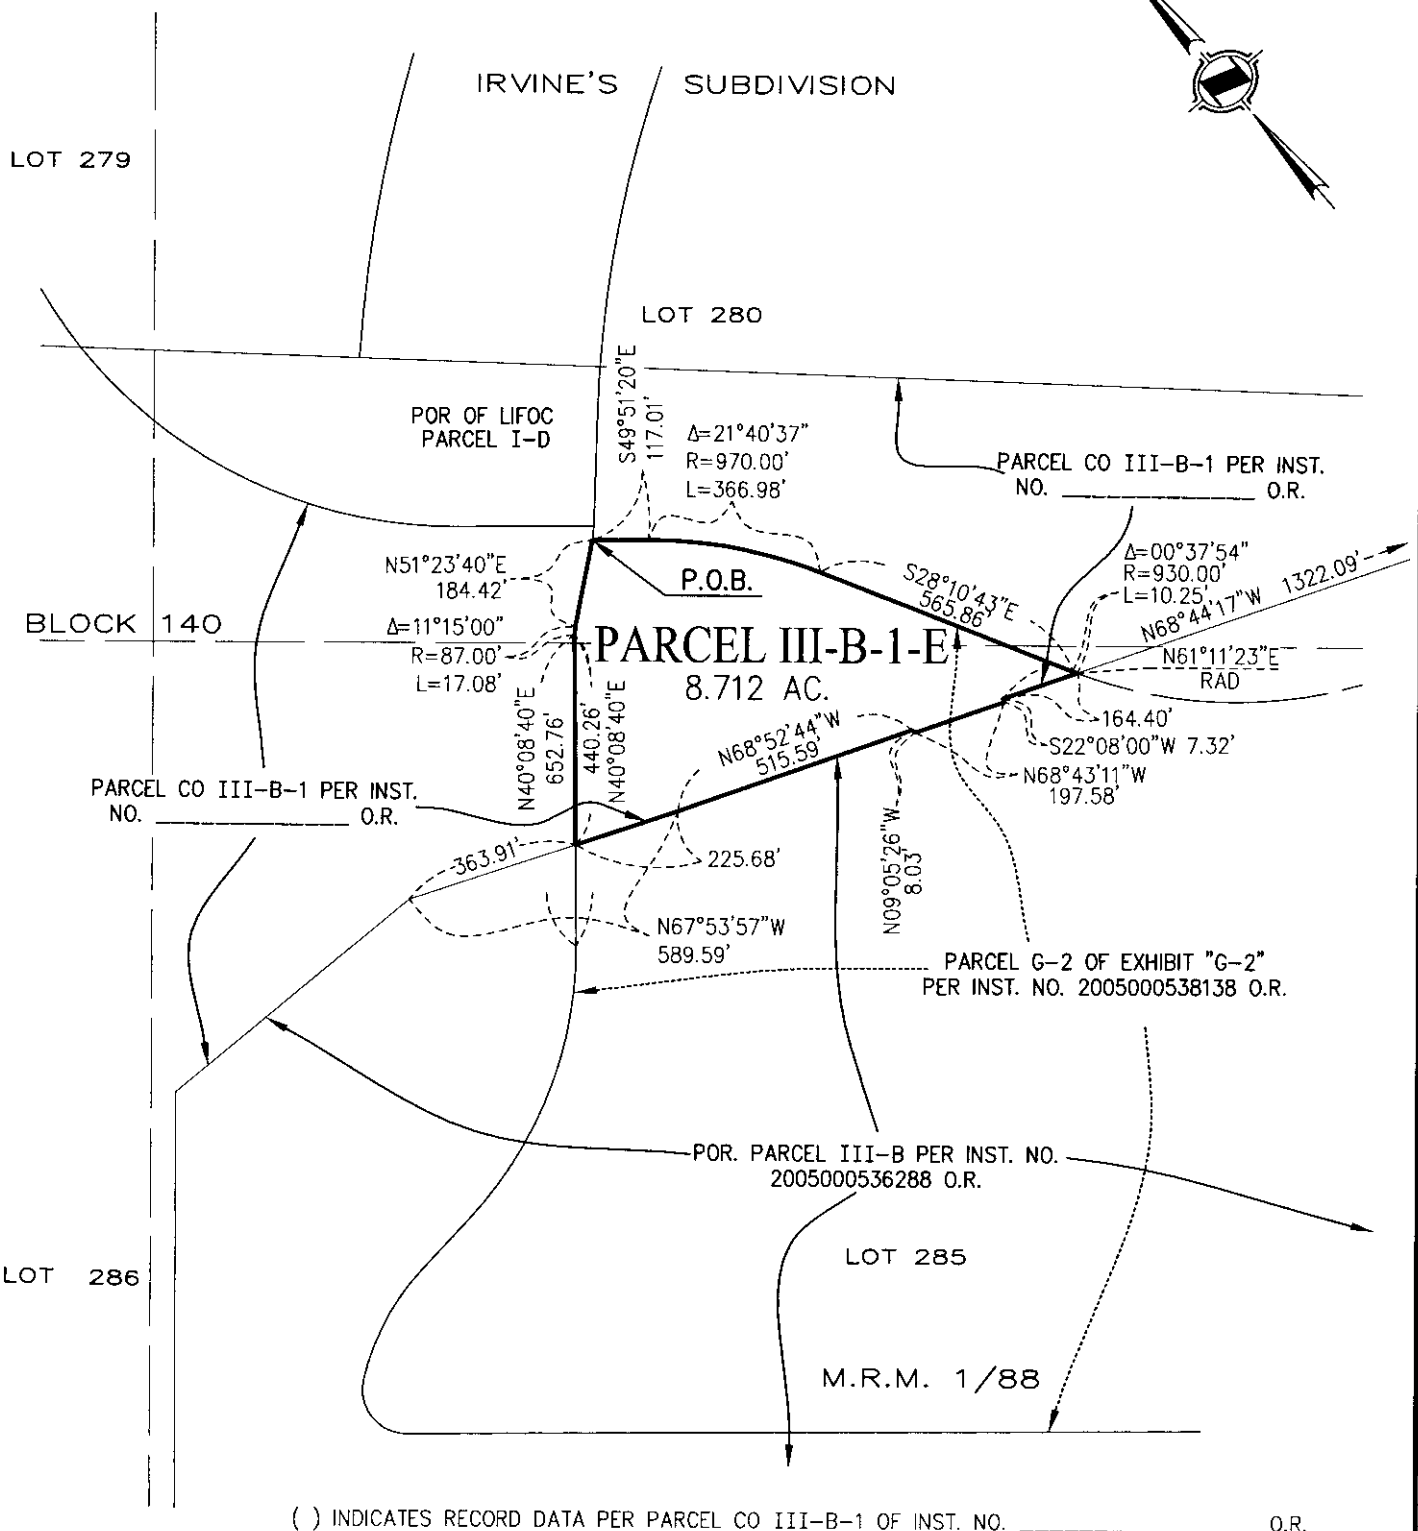 IRVINE'S SUBDIVISION
LOT 279
LOT 280
POR OF LIFOC
PARCEL I-D
S49°51'20"E
117.01'
Δ=21°40'37"
R=970.00'
L=366.98'
PARCEL CO III-B-1 PER INST.
NO. ____________ O.R.
N51°23'40"E
184.42'
P.O.B.
S28°10'43"E
565.86'
Δ=00°37'54"
R=930.00'
L=10.25'
N68°44'17"W 1322.09'
BLOCK 140
Δ=11°15'00"
R=87.00'
L=17.08'
PARCEL III-B-1-E
8.712 AC.
N61°11'23"E
RAD
N40°08'40"E
652.76'
440.26'
N40°08'40"E
N68°52'44"W
515.59'
164.40'
S22°08'00"W 7.32'
N68°43'11"W
197.58'
PARCEL CO III-B-1 PER INST.
NO. ____________ O.R.
363.91'
225.68'
N09°05'26"W
8.03'
N67°53'57"W
589.59'
PARCEL G-2 OF EXHIBIT "G-2"
PER INST. NO. 2005000538138 O.R.
POR. PARCEL III-B PER INST. NO.
2005000536288 O.R.
LOT 285
LOT 286
M.R.M. 1/88
( ) INDICATES RECORD DATA PER PARCEL CO III-B-1 OF INST. NO. ____________ O.R.